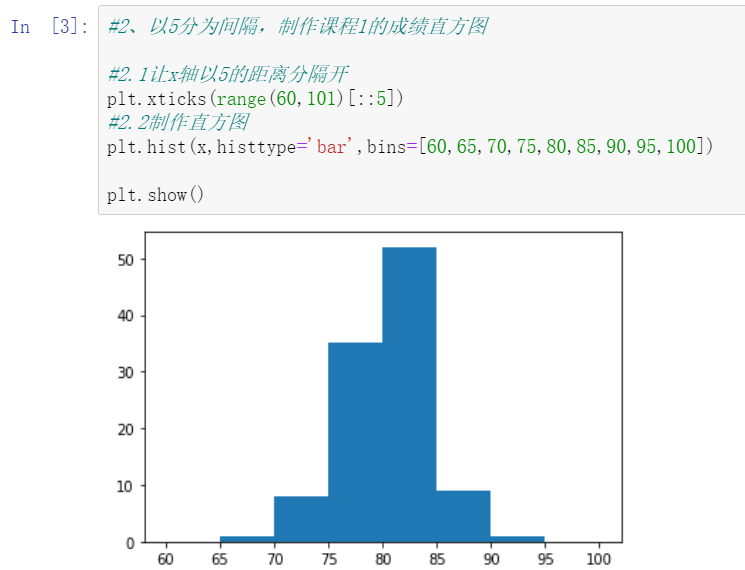 In [3]:
#2、以5分为间隔，制作课程1的成绩直方图
#2.1让x轴以5的距离分隔开
plt.xticks(range(60,101)[::5])
#2.2制作直方图
plt.hist(x,histtype='bar',bins=[60,65,70,75,80,85,90,95,100])
plt.show()
50
40
30
20
10
0
60 65 70 75 80 85 90 95 100